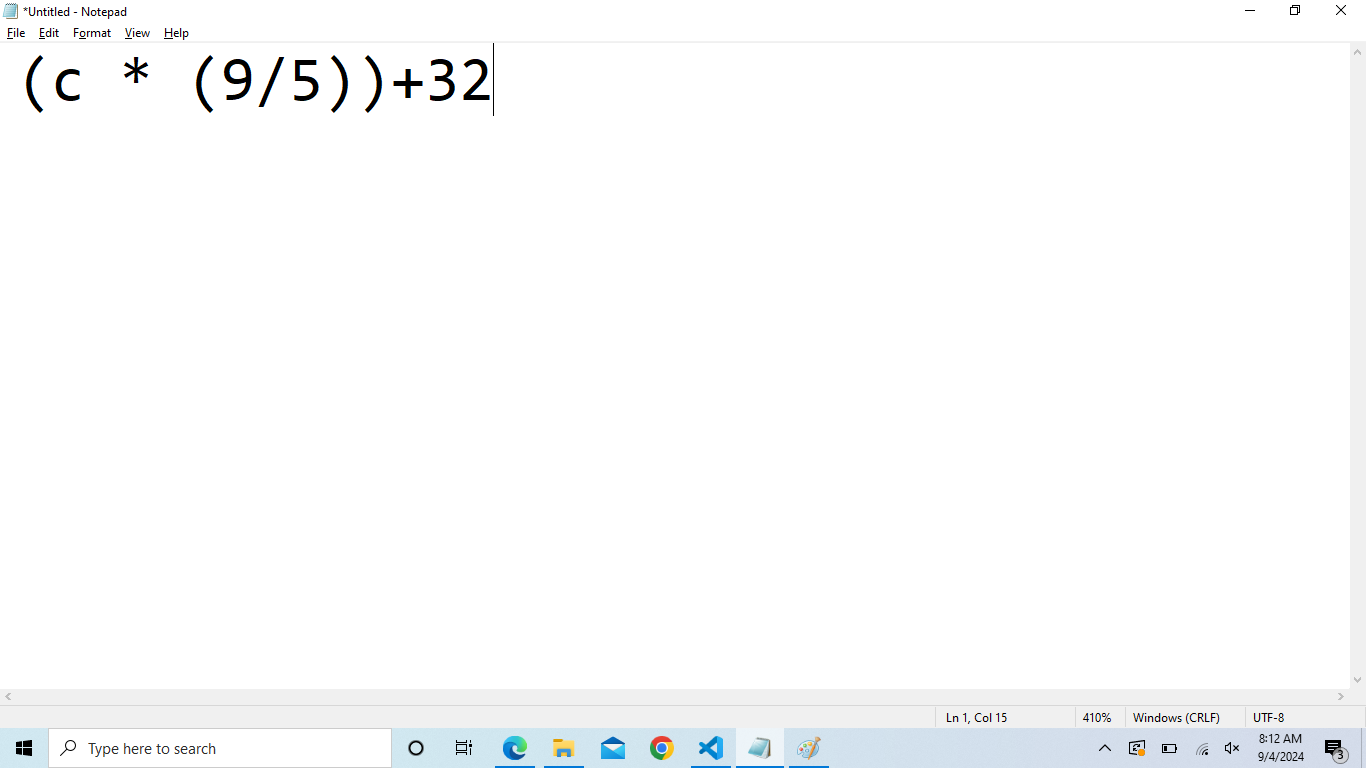 *Untitled - Notepad
File Edit Format View Help
(c * (9/5))+32
Ln 1, Col 15 410% Windows (CRLF) UTF-8
Type here to search
8:12 AM
9/4/2024
3